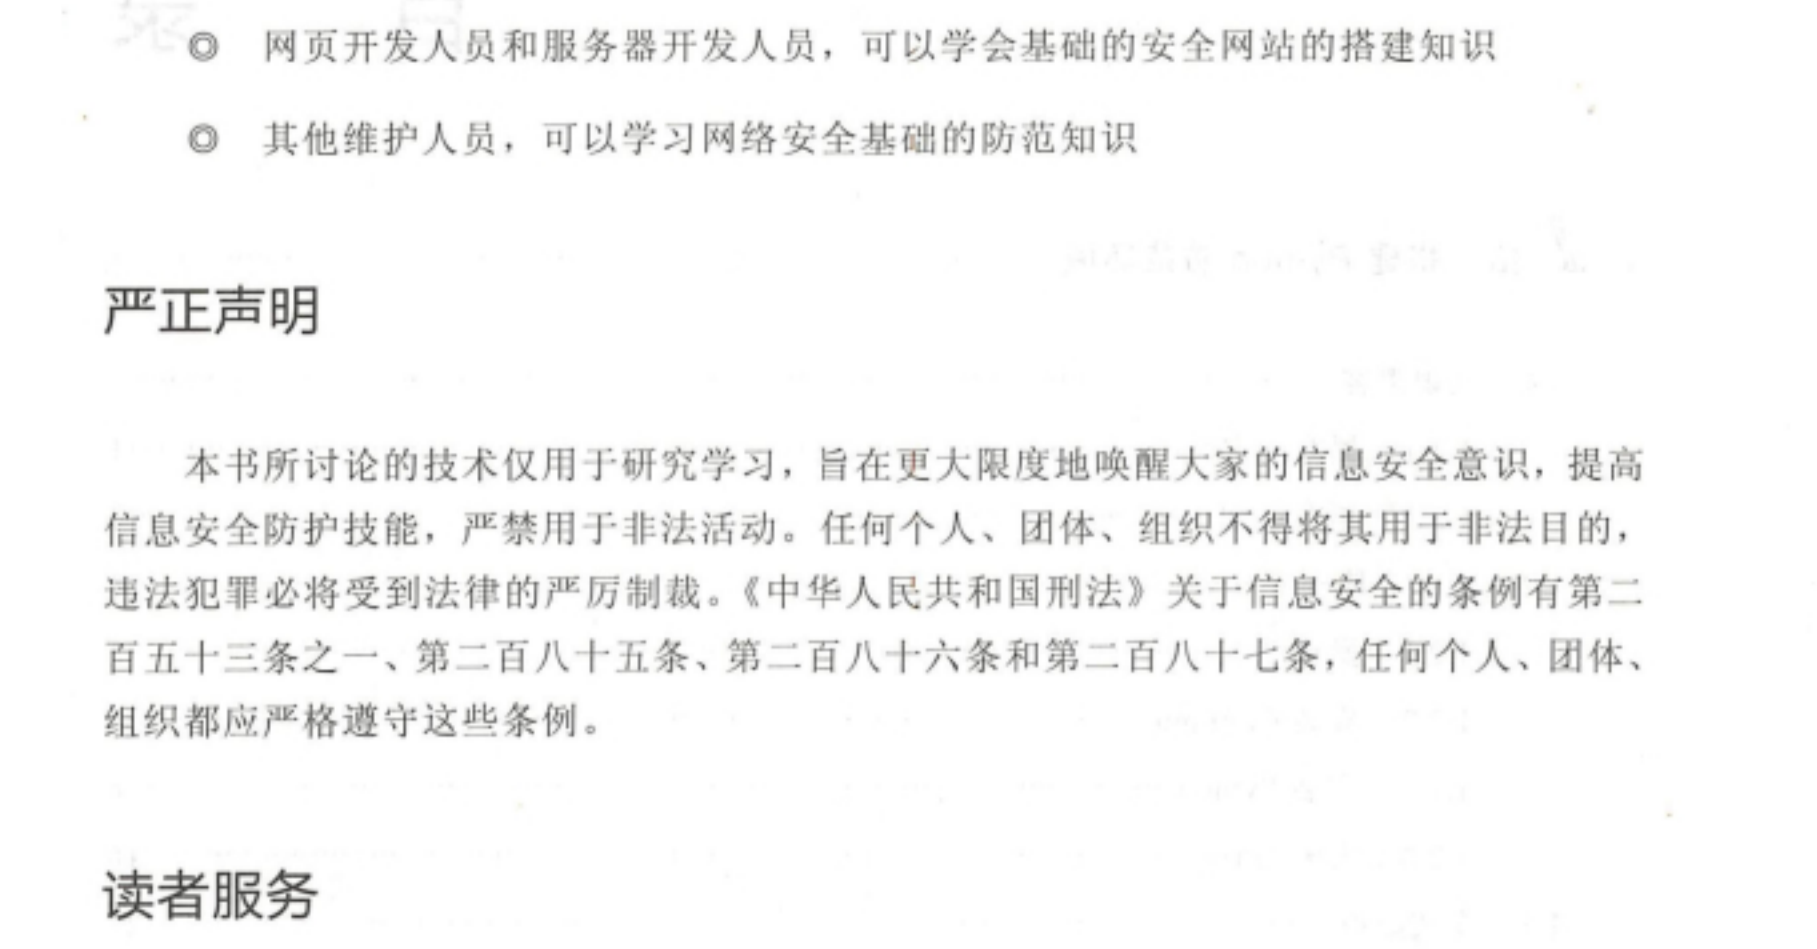 ◎ 网页开发人员和服务器开发人员，可以学会基础的安全网站的搭建知识
◎ 其他维护人员，可以学习网络安全基础的防范知识
严正声明
本书所讨论的技术仅用于研究学习，旨在更大限度地唤醒大家的信息安全意识，提高
信息安全防护技能，严禁用于非法活动。任何个人、团体、组织不得将其用于非法目的，
违法犯罪必将受到法律的严厉制裁。《中华人民共和国刑法》关于信息安全的条例有第二
百五十三条之一、第二百八十五条、第二百八十六条和第二百八十七条，任何个人、团体、
组织都应严格遵守这些条例。
读者服务